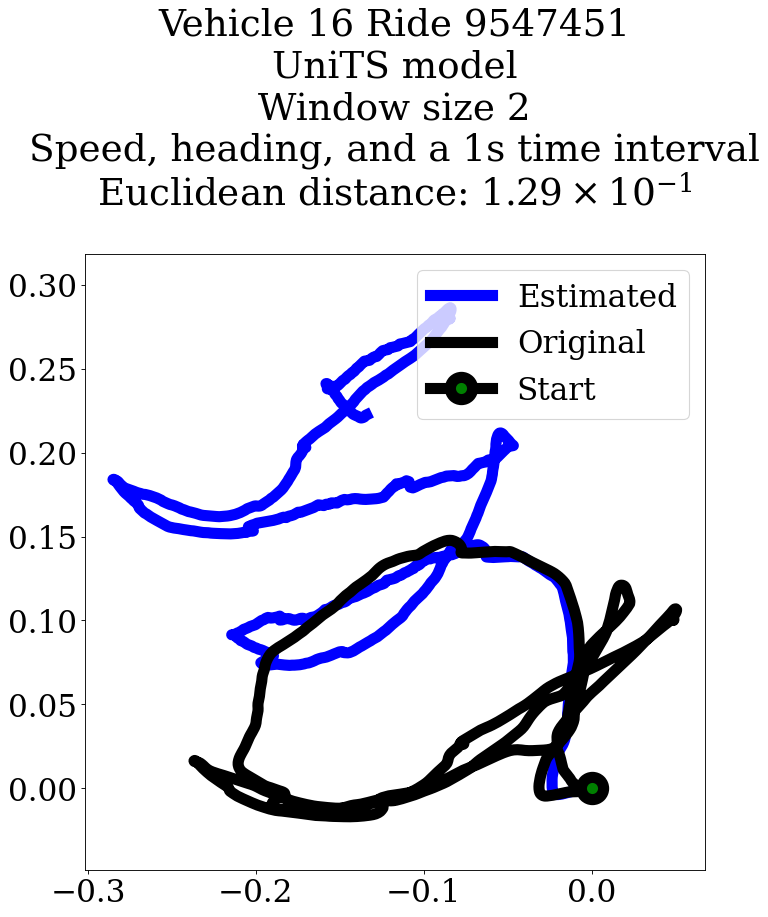 Vehicle 16 Ride 9547451
UniTS model
Window size 2
Speed, heading, and a 1s time interval
Euclidean distance: 1.29 × 10⁻¹
Estimated
Original
Start
0.30
0.25
0.20
0.15
0.10
0.05
0.00
−0.3
−0.2
−0.1
0.0